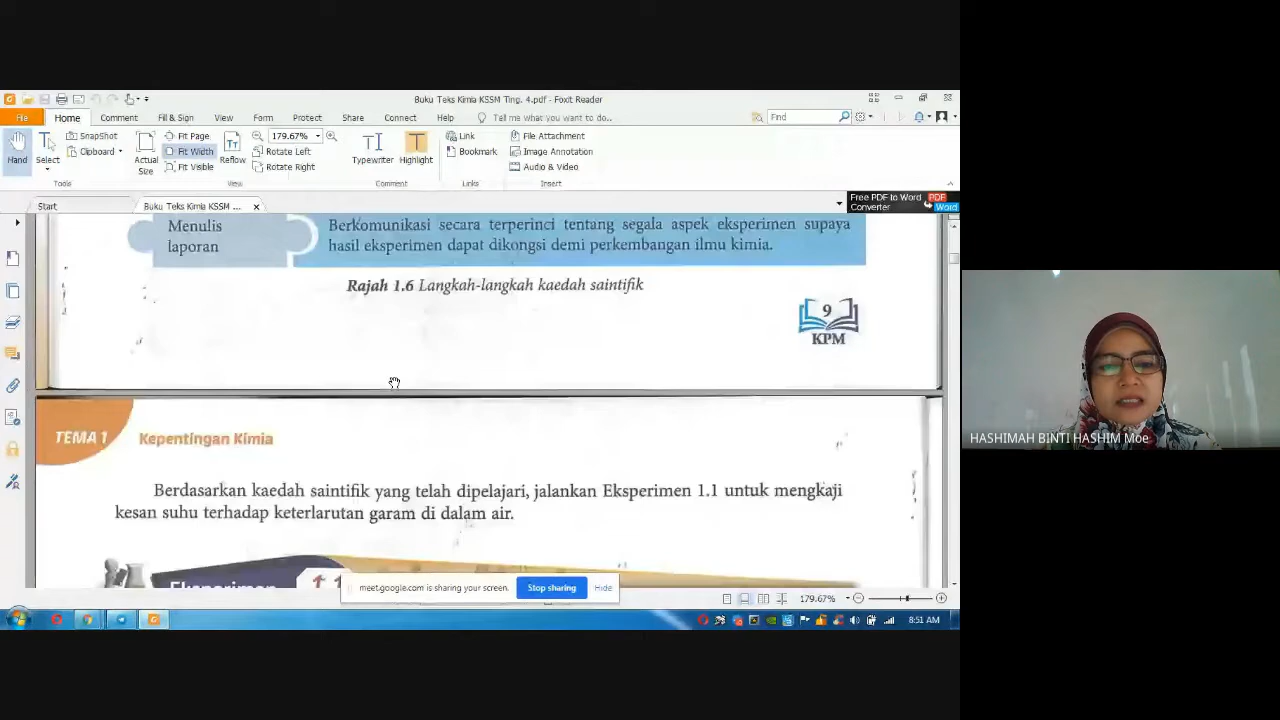 Buku Teks Kimia KSSM Ting. 4.pdf - Foxit Reader
File Home Comment Fill & Sign View Form Protect Share Connect Help Tell me what you want to do.. Find
Hand
Select
SnapShot
Clipboard
Actual Size
Fit Page
Fit Width
Fit Visible
Reflow
179.67%
Rotate Left
Rotate Right
Typewriter
Highlight
Link
Bookmark
File Attachment
Image Annotation
Audio & Video
Tools View Comment Links Insert
Start Buku Teks Kimia KSSM ...
Free PDF to Word Converter
PDF
Word
Menulis laporan
Berkomunikasi secara terperinci tentang segala aspek eksperimen supaya
hasil eksperimen dapat dikongsi demi perkembangan ilmu kimia.
Rajah 1.6 Langkah-langkah kaedah saintifik
9
KPM
TEMA 1 Kepentingan Kimia
Berdasarkan kaedah saintifik yang telah dipelajari, jalankan Eksperimen 1.1 untuk mengkaji
kesan suhu terhadap keterlarutan garam di dalam air.
Eksperimen 1.1
meet.google.com is sharing your screen. Stop sharing Hide
179.67%
8:51 AM
HASHIMAH BINTI HASHIM Moe